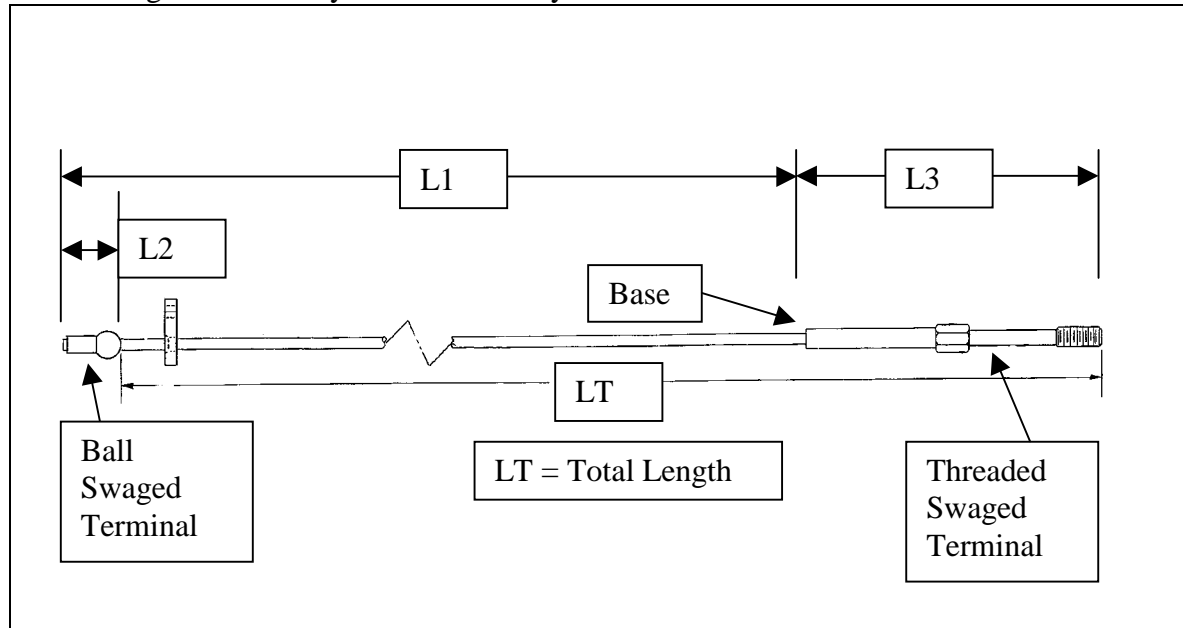 L1
L3
L2
Base
LT
LT = Total Length
Ball
Swaged
Terminal
Threaded
Swaged
Terminal